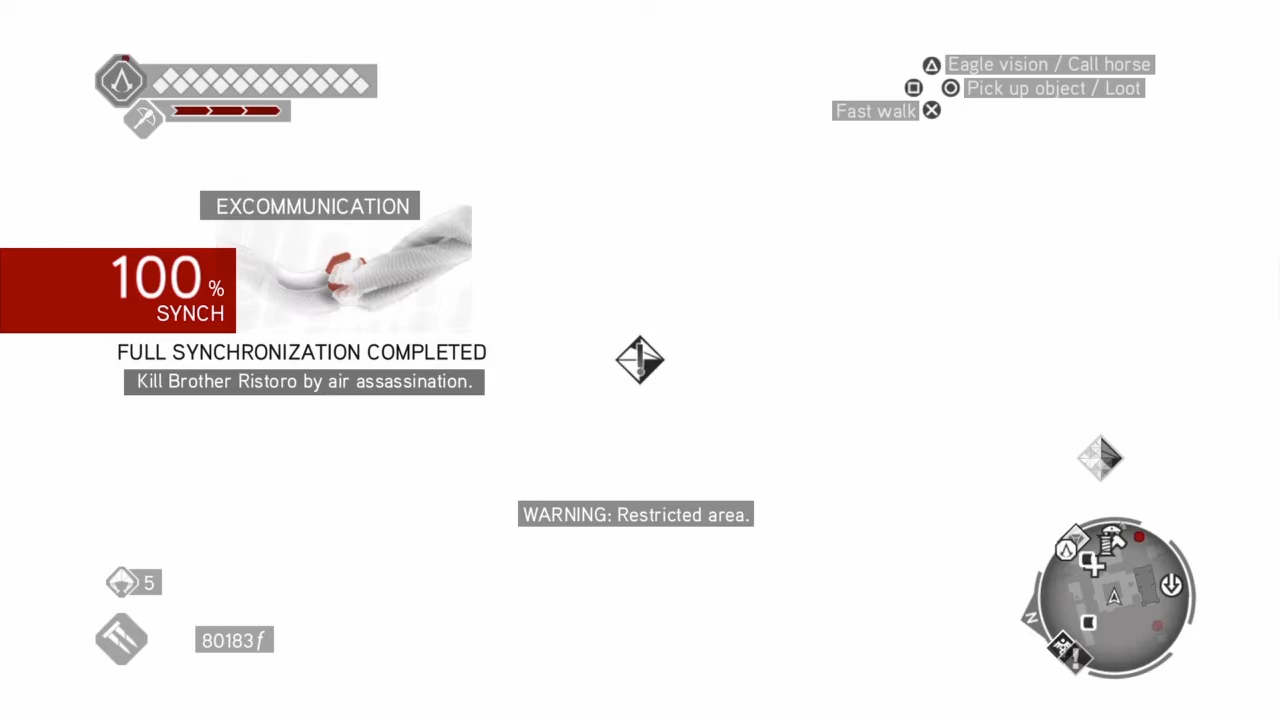 Eagle vision / Call horse
Pick up object / Loot
Fast walk
EXCOMMUNICATION
100 %
SYNCH
FULL SYNCHRONIZATION COMPLETED
Kill Brother Ristoro by air assassination.
WARNING: Restricted area.
5
80183 ƒ
N